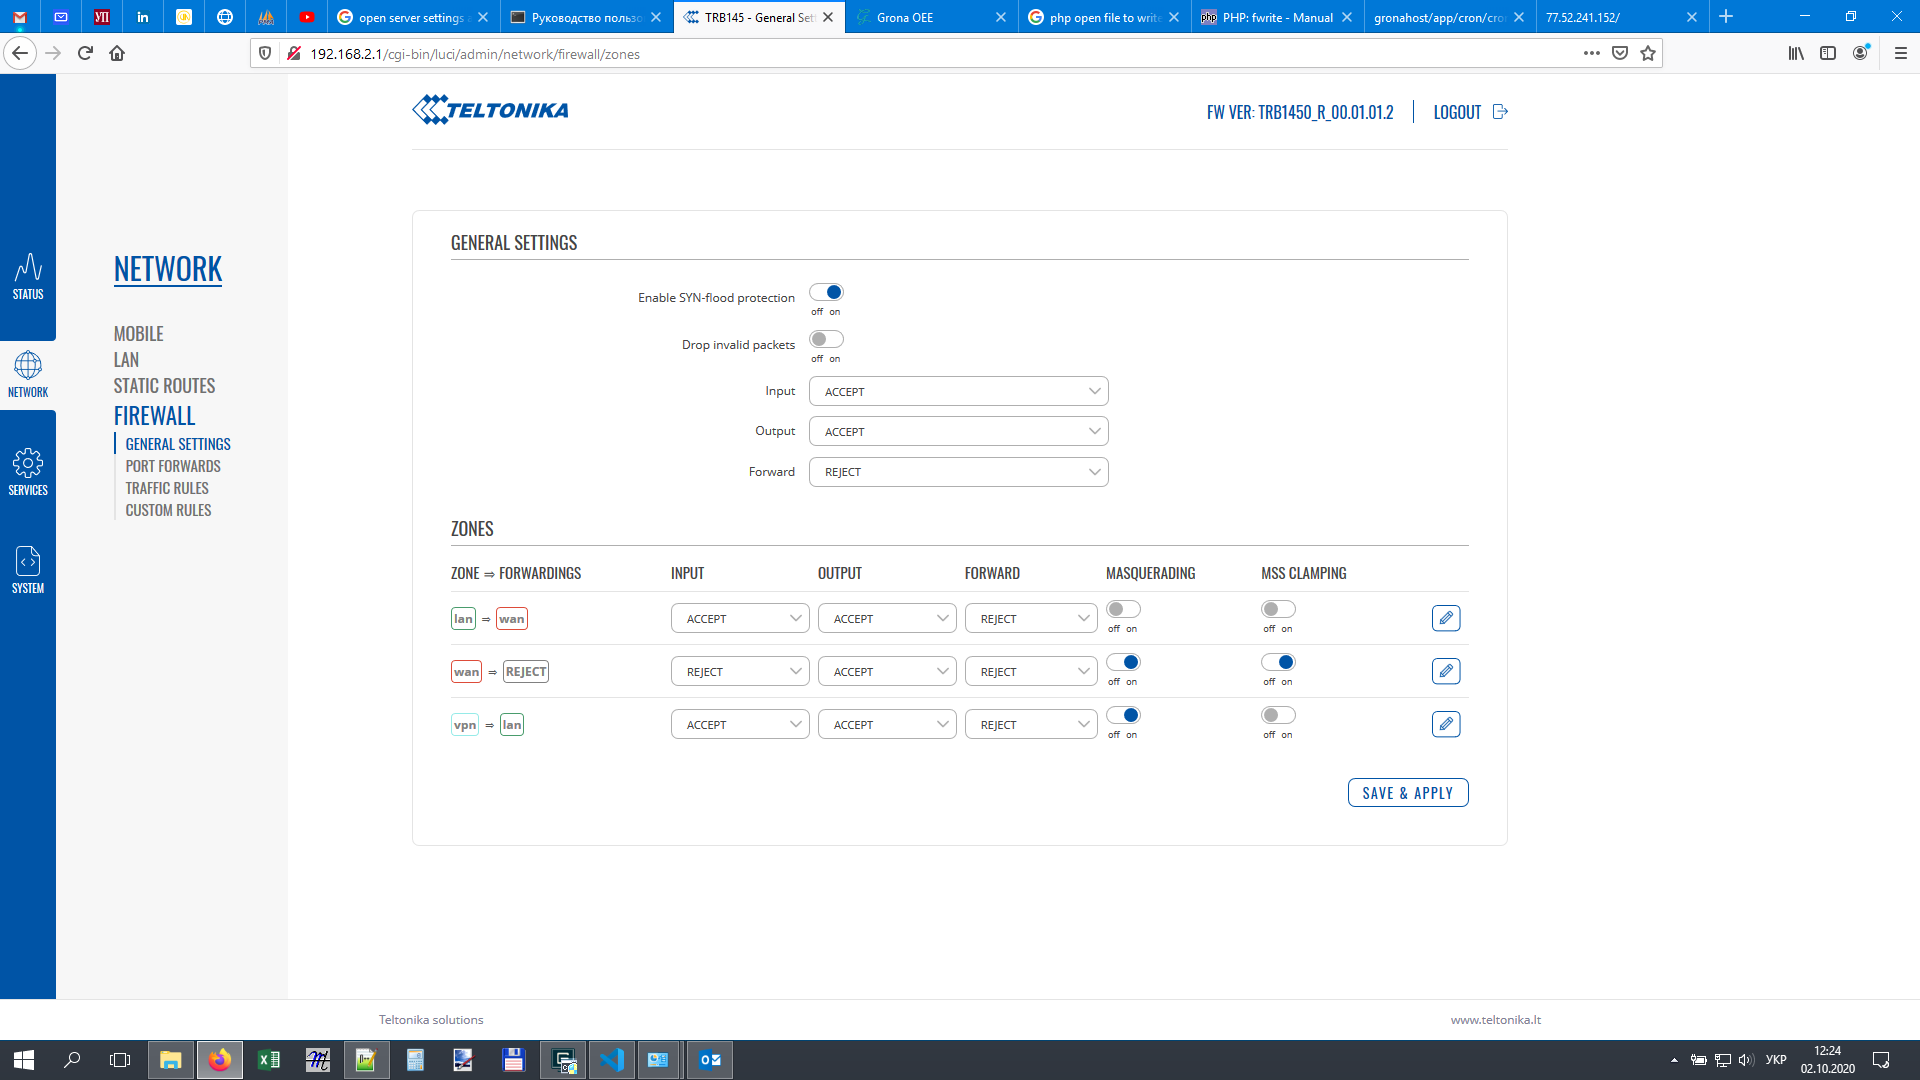 open server settings
Руководство пользо
TRB145 - General Set
Grona OEE
php open file to write
PHP: fwrite - Manual
gronahost/app/cron/cro
77.52.241.152/
192.168.2.1/cgi-bin/luci/admin/network/firewall/zones
TELTONIKA
FW VER: TRB1450_R_00.01.01.2
LOGOUT
STATUS
NETWORK
SERVICES
SYSTEM
NETWORK
MOBILE
LAN
STATIC ROUTES
FIREWALL
GENERAL SETTINGS
PORT FORWARDS
TRAFFIC RULES
CUSTOM RULES
GENERAL SETTINGS
Enable SYN-flood protection
off on
Drop invalid packets
off on
Input ACCEPT
Output ACCEPT
Forward REJECT
ZONES
ZONE ⇒ FORWARDINGS INPUT OUTPUT FORWARD MASQUERADING MSS CLAMPING
lan ⇒ wan ACCEPT ACCEPT REJECT off on off on
wan ⇒ REJECT REJECT ACCEPT REJECT off on off on
vpn ⇒ lan ACCEPT ACCEPT REJECT off on off on
SAVE & APPLY
Teltonika solutions
www.teltonika.lt
УКР
12:24
02.10.2020